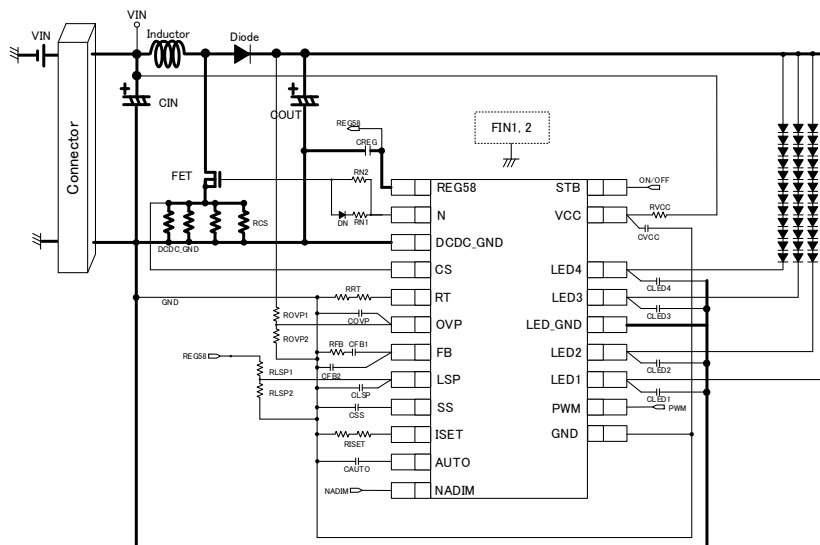 VIN
VIN
Inductor
Diode
CIN
COUT
Connector
FET
RCS
DCDC_GND
REG58
CREG
RN2
DN
RN1
FIN1, 2
REG58
N
DCDC_GND
CS
RT
OVP
FB
LSP
SS
ISET
AUTO
NADIM
STB
VCC
LED4
LED3
LED_GND
LED2
LED1
PWM
GND
ON/OFF
RVCC
CVCC
CLED4
CLED3
CLED2
CLED1
PWM
GND
RRT
ROVP1
COVP
ROVP2
RFB
CFB1
CFB2
REG58
RLSP1
RLSP2
CLSP
CSS
RISET
CAUTO
NADIM